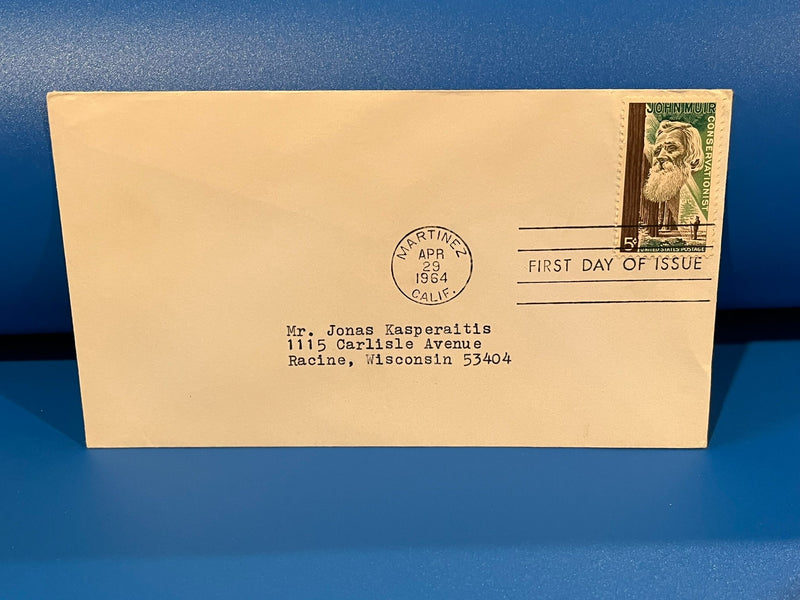 JOHN MUIR
CONSERVATIONIST
5¢
UNITED STATES POSTAGE
MARTINEZ
APR
29
1964
CALIF.
FIRST DAY OF ISSUE
Mr. Jonas Kasperaitis
1115 Carlisle Avenue
Racine, Wisconsin 53404